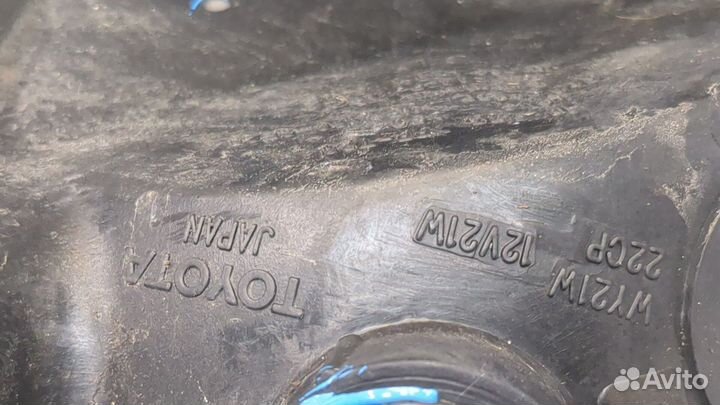 TOYOTA
JAPAN
WY21W 12V21W
22CP
Avito